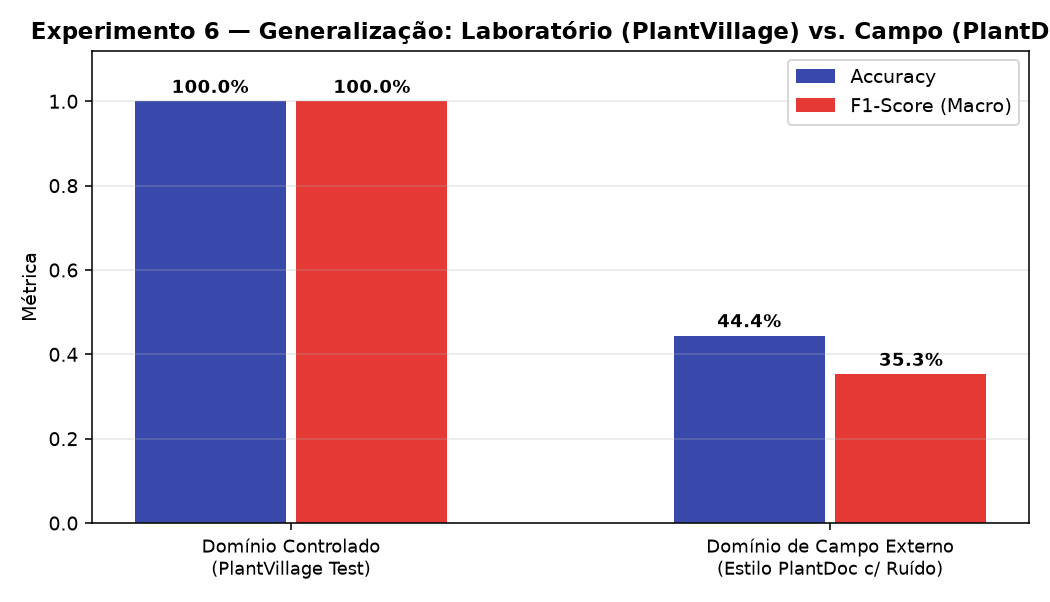 Experimento 6 — Generalização: Laboratório (PlantVillage) vs. Campo (PlantD
Accuracy
F1-Score (Macro)
100.0%
100.0%
44.4%
35.3%
Métrica
1.0
0.8
0.6
0.4
0.2
0.0
Domínio Controlado
(PlantVillage Test)
Domínio de Campo Externo
(Estilo PlantDoc c/ Ruído)